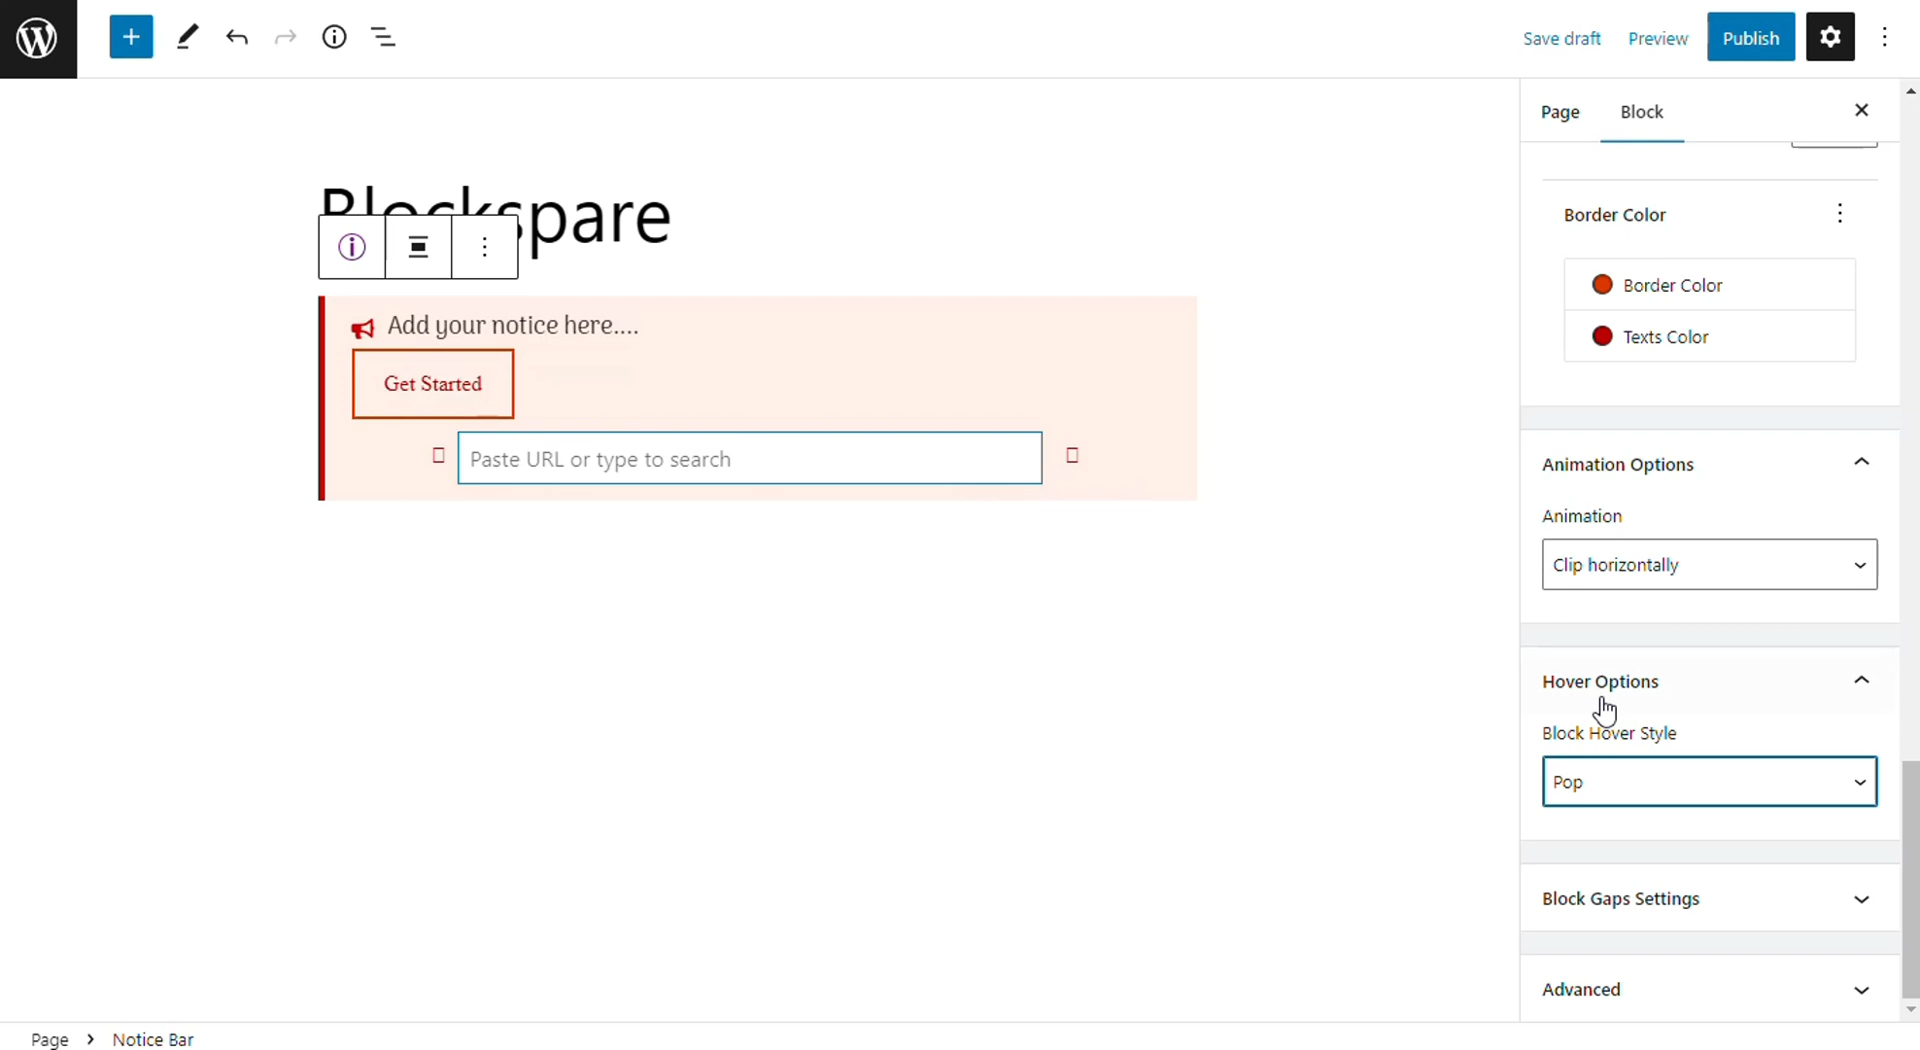 Save draft
Preview
Publish
Page
Block
Blockspare
Border Color
Border Color
Texts Color
Add your notice here....
Get Started
Paste URL or type to search
Animation Options
Animation
Clip horizontally
Hover Options
Block Hover Style
Pop
Block Gaps Settings
Advanced
Page
Notice Bar